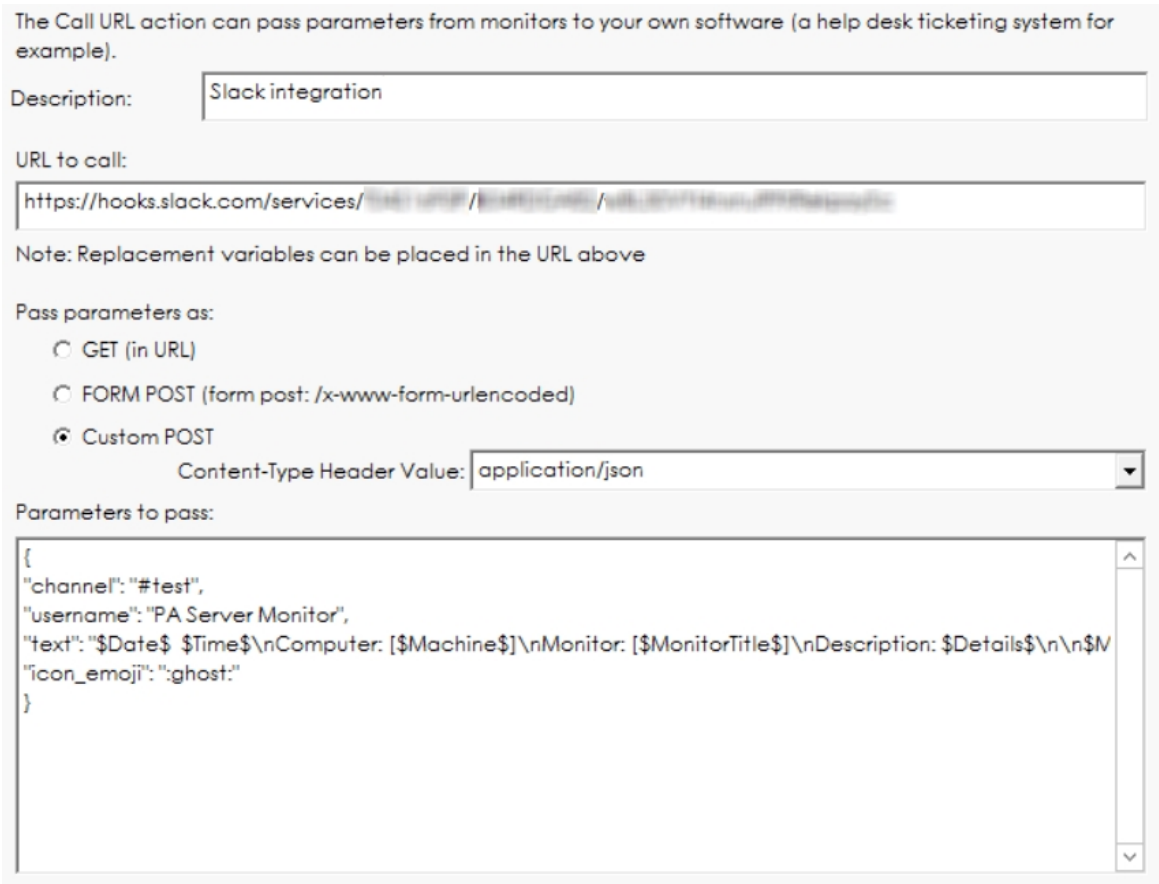 The Call URL action can pass parameters from monitors to your own software (a help desk ticketing system for
example).
Description:
Slack integration
URL to call:
https://hooks.slack.com/services/ / /
Note: Replacement variables can be placed in the URL above
Pass parameters as:
GET (in URL)
FORM POST (form post: /x-www-form-urlencoded)
Custom POST
Content-Type Header Value: application/json
Parameters to pass:
{
"channel": "#test",
"username": "PA Server Monitor",
"text": "$Date$  $Time$\nComputer: [$Machine$]\nMonitor: [$MonitorTitle$]\nDescription: $Details$\n\n$M
"icon_emoji": ":ghost:"
}